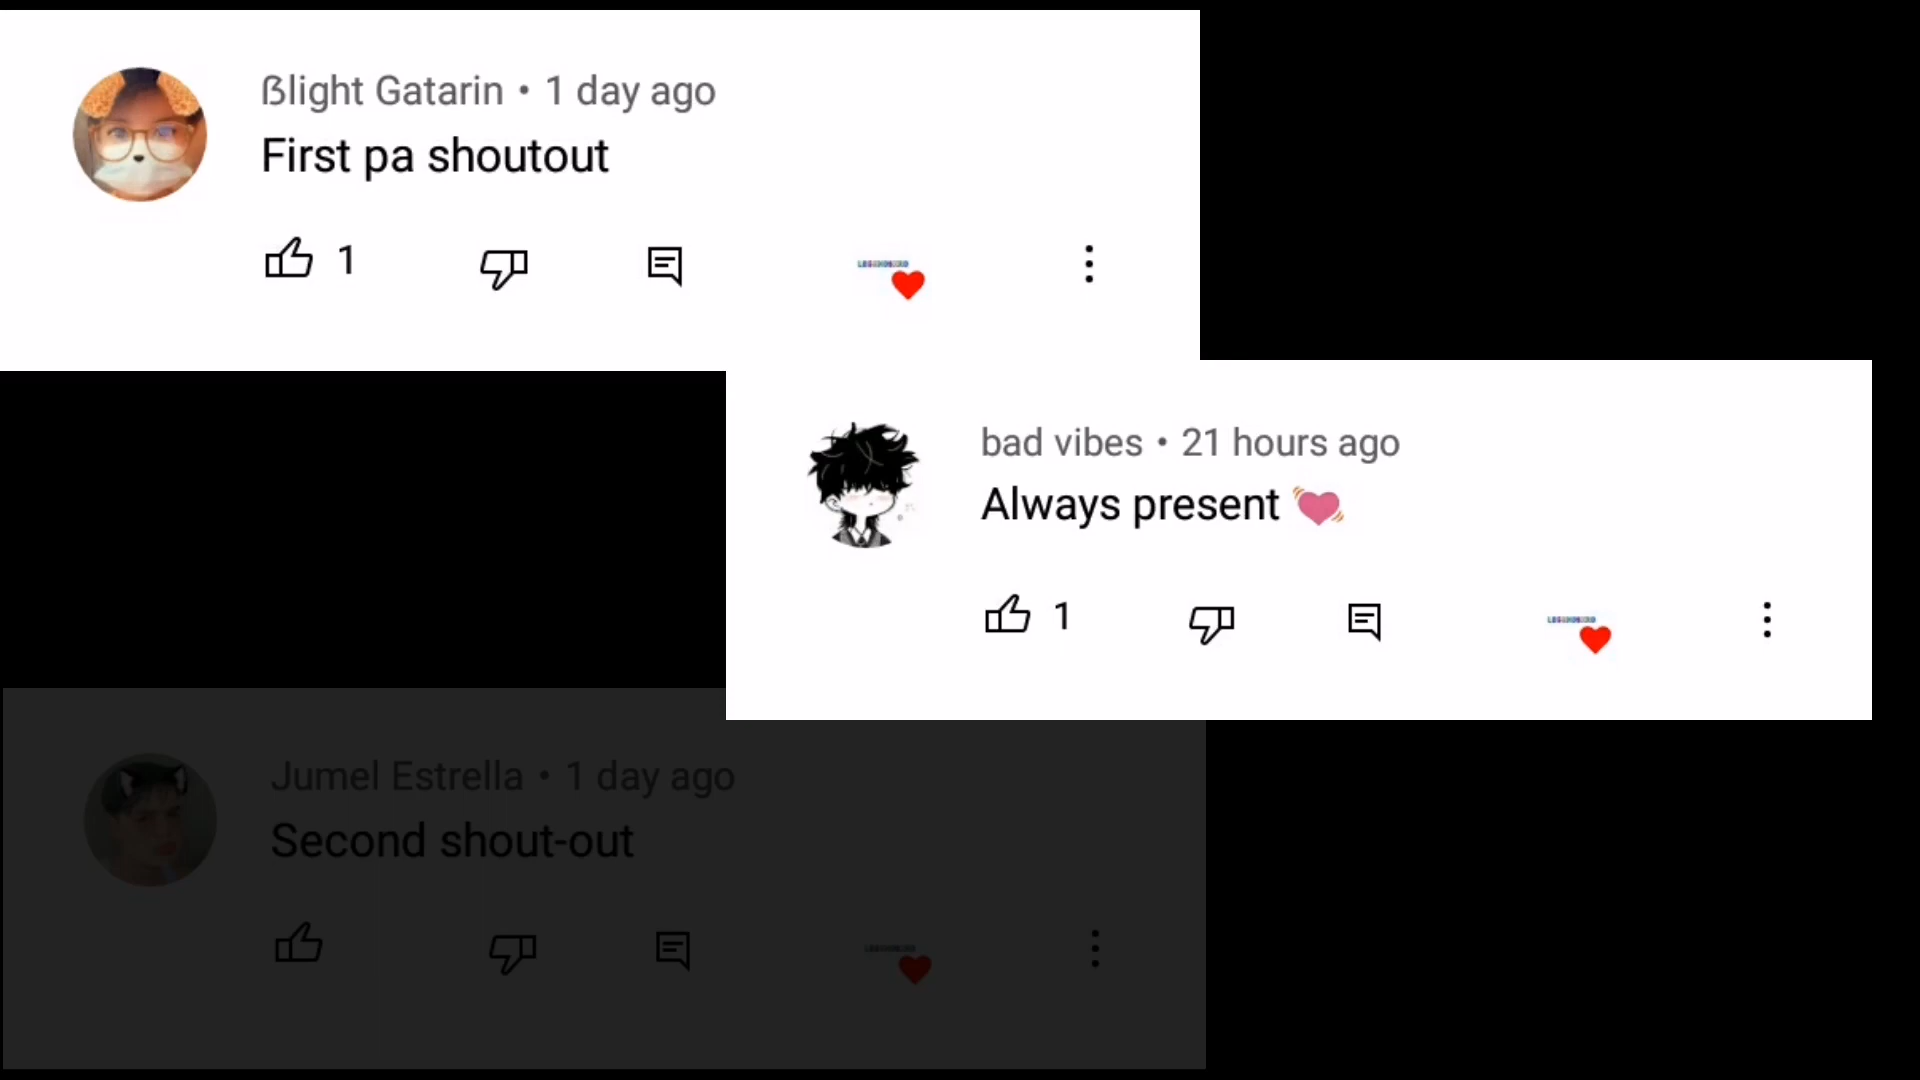 ßlight Gatarin • 1 day ago
First pa shoutout
1
bad vibes • 21 hours ago
Always present 💓
1
Jumel Estrella • 1 day ago
Second shout-out